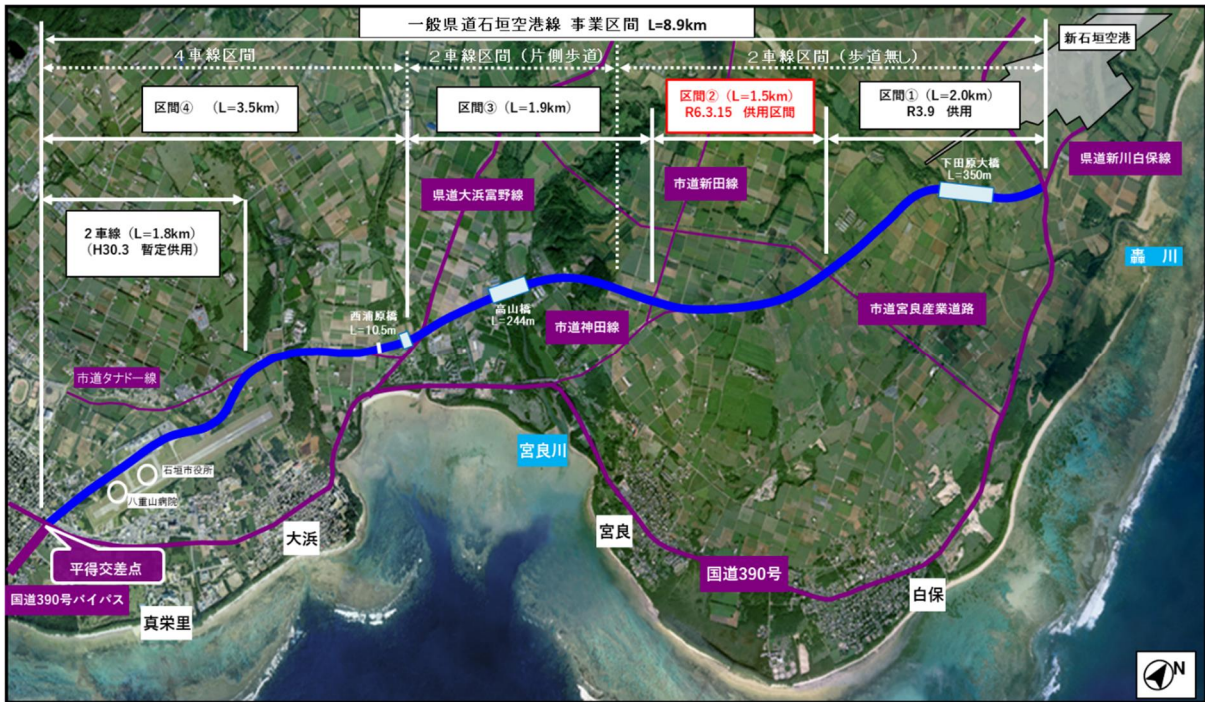 一般県道石垣空港線 事業区間 L=8.9km
新石垣空港
4車線区間
2車線区間(片側歩道)
2車線区間(歩道無し)
区間④ (L=3.5km)
区間③(L=1.9km)
区間②(L=1.5km)
R6.3.15 供用区間
区間①(L=2.0km)
R3.9 供用
下田原大橋
L=350m
県道新川白保線
県道大浜富野線
市道新田線
2車線(L=1.8km)
(H30.3 暫定供用)
轟 川
西浦原橋
L=10.5m
高山橋
L=244m
市道神田線
市道宮良産業道路
市道タナドー線
宮良川
石垣市役所
八重山病院
大浜
宮良
平得交差点
国道390号
国道390号バイパス
真栄里
白保
N